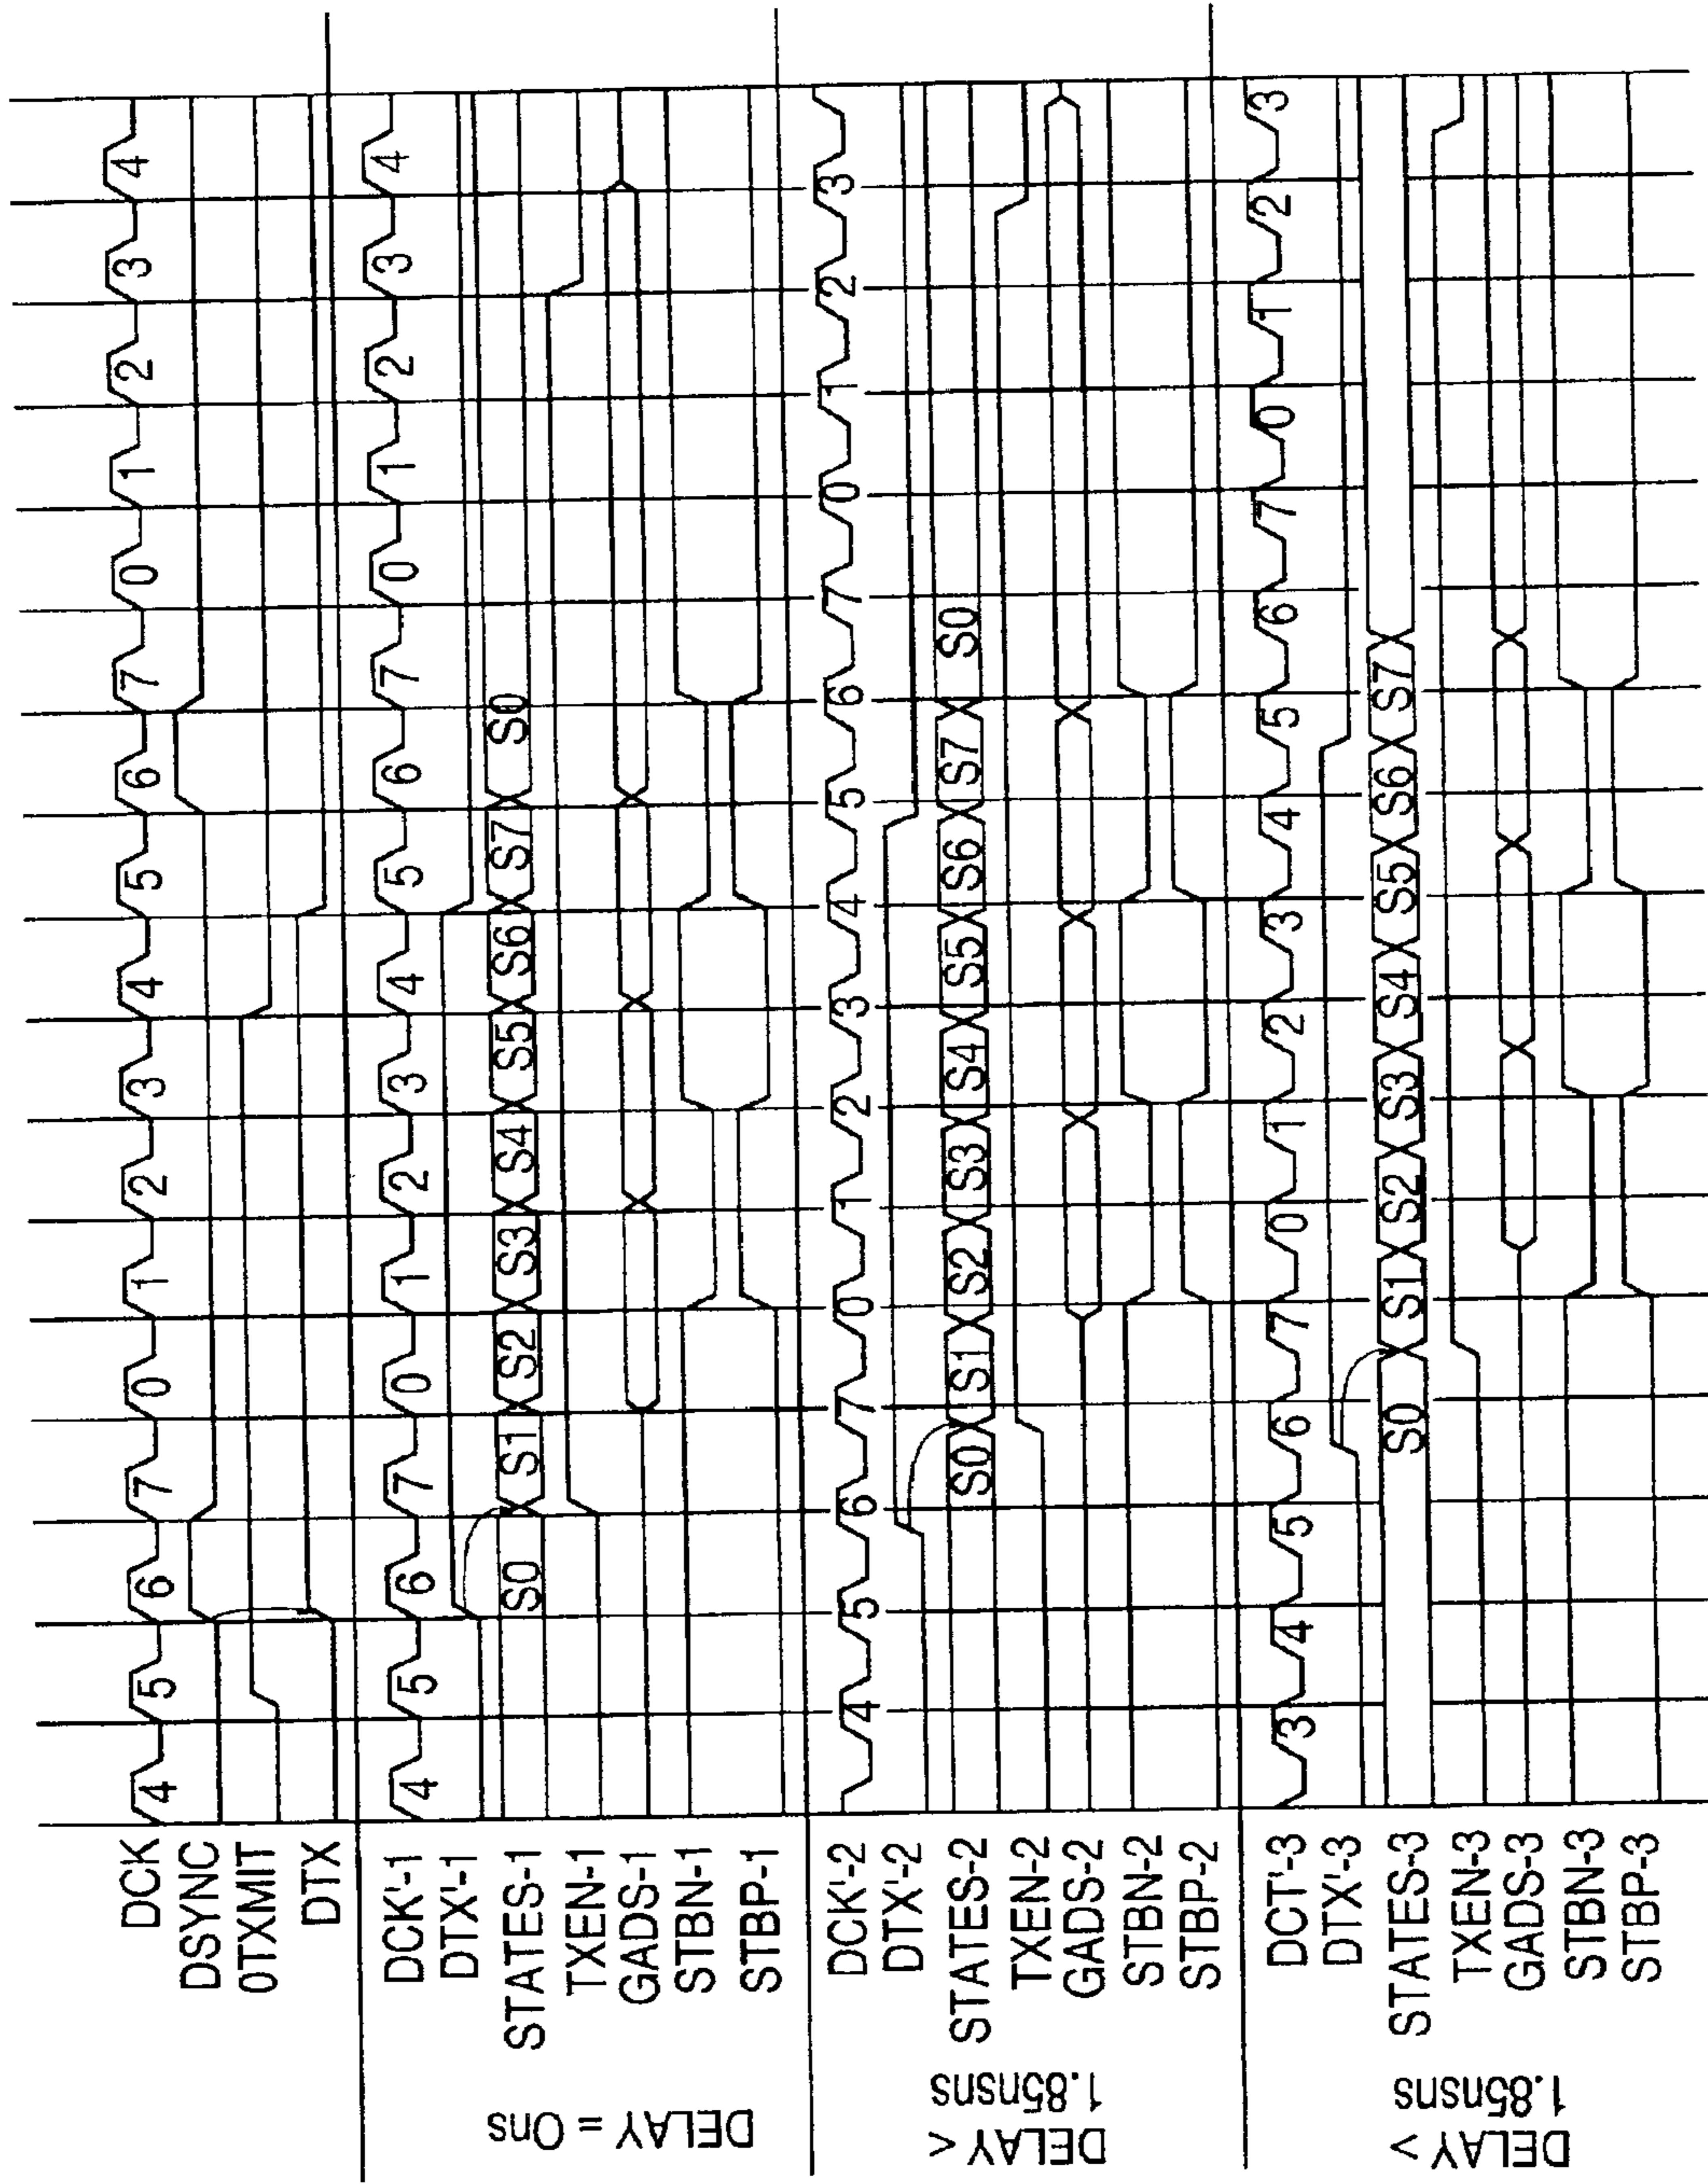 DCK 4 5 6 7 0 1 2 3 4 5 6 7 0 1 2 3 4
DSYNC
0TXMIT
DTX
DELAY = 0ns
DCK'-1 4 5 6 7 0 1 2 3 4 5 6 7 0 1 2 3 4
DTX'-1
STATES-1 S0 S1 S2 S3 S4 S5 S6 S7 S0
TXEN-1
GADS-1
STBN-1
STBP-1
DELAY <
1.85nsns
DCK'-2 4 5 6 7 0 1 2 3 4 5 6 7 0 1 2 3
DTX'-2
STATES-2 S0 S1 S2 S3 S4 S5 S6 S7 S0
TXEN-2
GADS-2
STBN-2
STBP-2
DELAY >
1.85nsns
DCT'-3 3 4 5 6 7 0 1 2 3 4 5 6 7 0 1 2 3
DTX'-3
STATES-3 S0 S1 S2 S3 S4 S5 S6 S7
TXEN-3
GADS-3
STBN-3
STBP-3